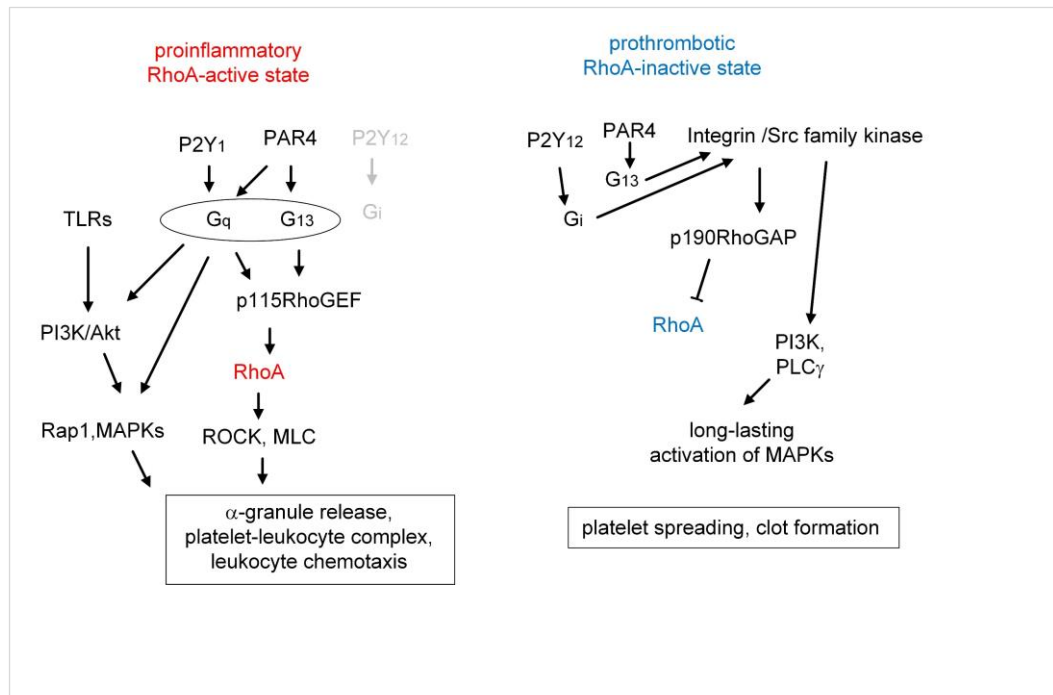 proinflammatory
RhoA-active state
P2Y1
PAR4
P2Y12
TLRs
Gq
G13
Gi
p115RhoGEF
PI3K/Akt
RhoA
Rap1,MAPKs
ROCK, MLC
α-granule release,
platelet-leukocyte complex,
leukocyte chemotaxis
prothrombotic
RhoA-inactive state
P2Y12
PAR4
Integrin /Src family kinase
G13
Gi
p190RhoGAP
RhoA
PI3K,
PLCγ
long-lasting
activation of MAPKs
platelet spreading, clot formation